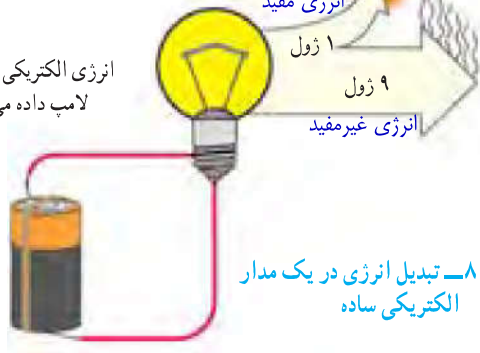 انرژی مفید
۱ ژول
۹ ژول
انرژی غیرمفید
انرژی الکتریکی
لامپ داده
۸ــ تبدیل انرژی در یک مدار
الکتریکی ساده